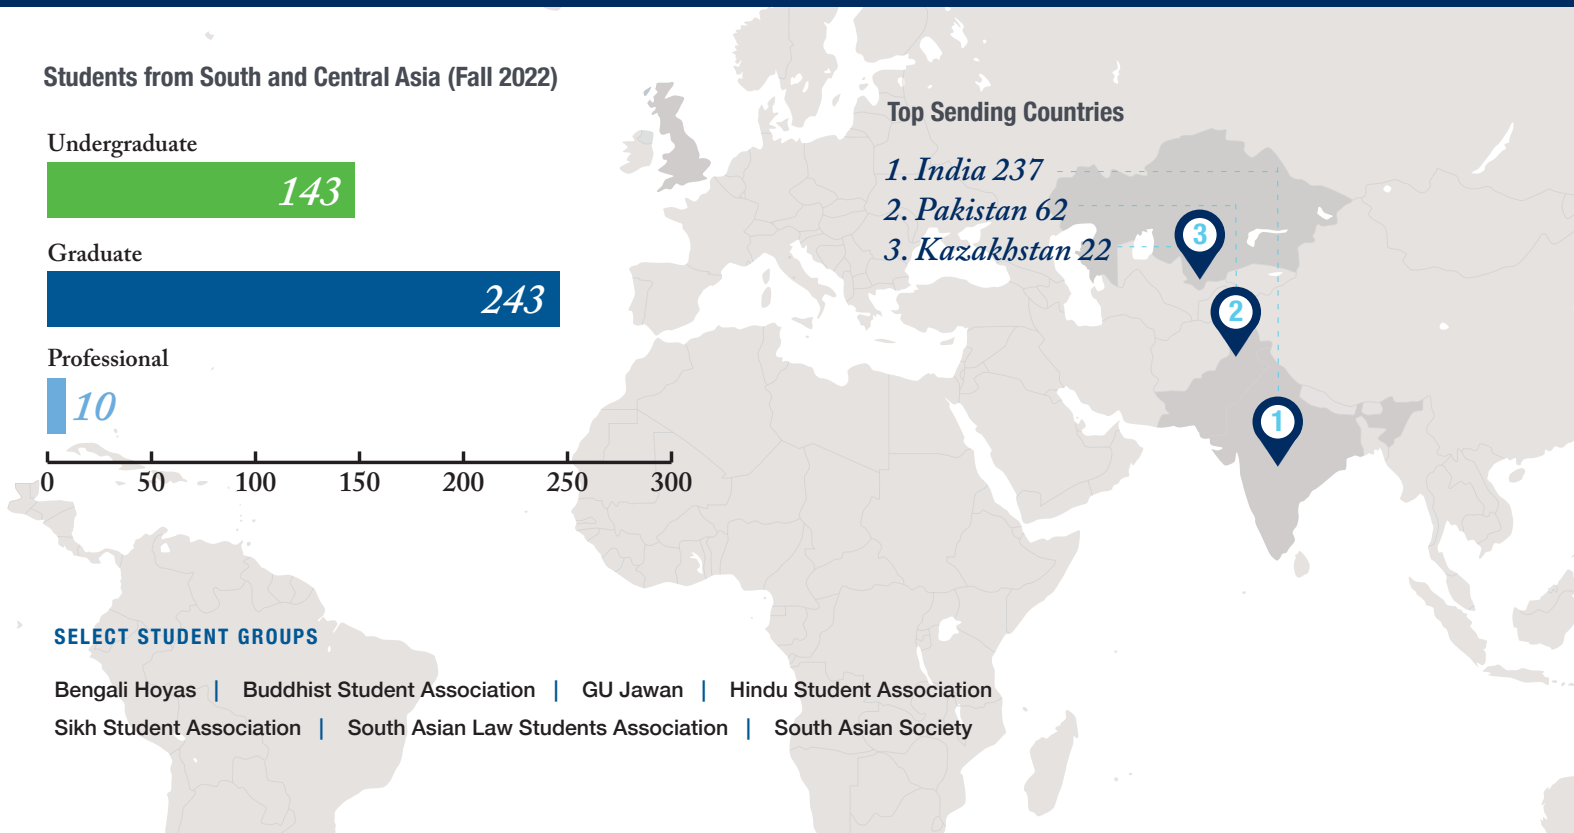 Students from South and Central Asia (Fall 2022)
Undergraduate
143
Graduate
243
Professional
10
0 50 100 150 200 250 300
Top Sending Countries
1. India 237
2. Pakistan 62
3. Kazakhstan 22
3
2
1
SELECT STUDENT GROUPS
Bengali Hoyas | Buddhist Student Association | GU Jawan | Hindu Student Association
Sikh Student Association | South Asian Law Students Association | South Asian Society